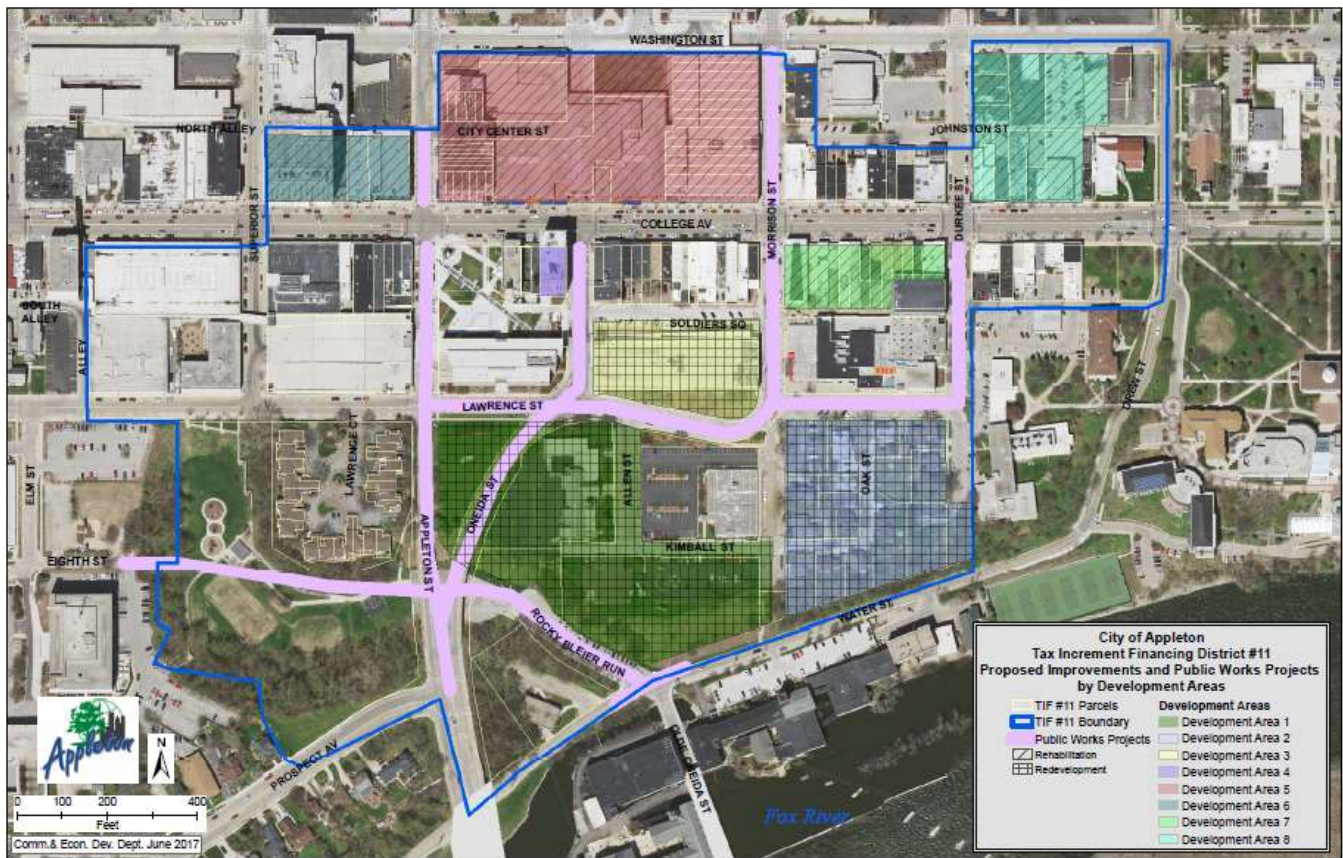 WASHINGTON ST
NORTH ALLEY
CITY CENTER ST
JOHNSTON ST
SUPERIOR ST
MORRISON ST
DURKEE ST
COLLEGE AV
SOUTH
ALLEY
ALLEY
SOLDIERS SQ
LAWRENCE ST
DREW ST
ELM ST
LAWRENCE CT
ONEIDA ST
ALLEN ST
OAK ST
APPLETON ST
KIMBALL ST
EIGHTH ST
WATER ST
ROCKY BLEIER RUN
PROSPECT AV
OLDE ONEIDA ST
Fox River
Appleton
N
0 100 200 400
Feet
Comm.& Econ. Dev. Dept. June 2017
City of Appleton
Tax Increment Financing District #11
Proposed Improvements and Public Works Projects
by Development Areas
TIF #11 Parcels
TIF #11 Boundary
Public Works Projects
Rehabilitation
Redevelopment
Development Areas
Development Area 1
Development Area 2
Development Area 3
Development Area 4
Development Area 5
Development Area 6
Development Area 7
Development Area 8